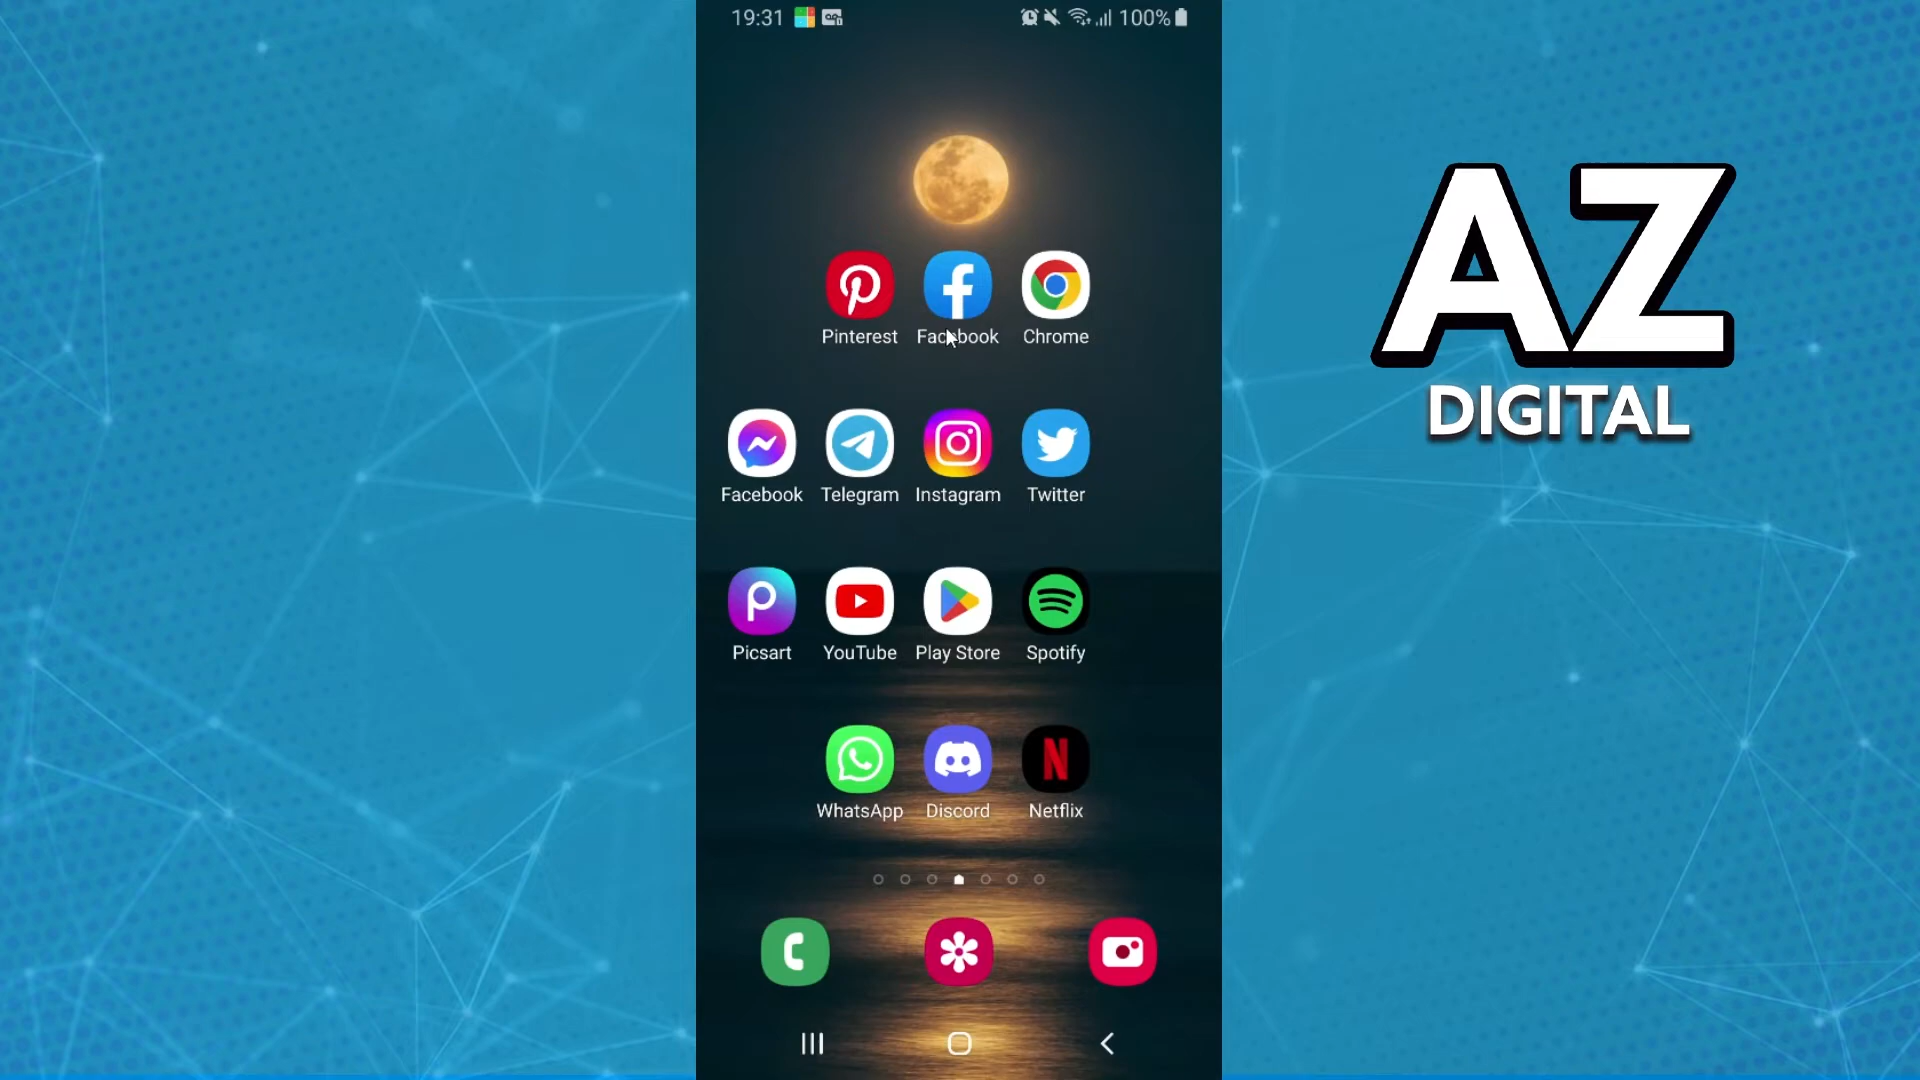 19:31
100%
AZ
DIGITAL
Pinterest Facebook Chrome
Facebook Telegram Instagram Twitter
Picsart YouTube Play Store Spotify
WhatsApp Discord Netflix